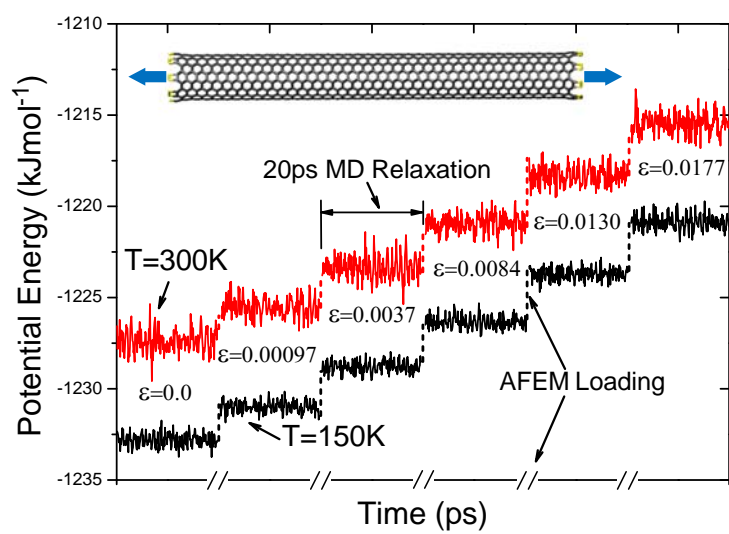 -1210
-1215
-1220
-1225
-1230
-1235
Potential Energy (kJmol-1)
20ps MD Relaxation
ε=0.0177
ε=0.0130
ε=0.0084
T=300K
ε=0.0037
ε=0.00097
ε=0.0
AFEM Loading
T=150K
Time (ps)